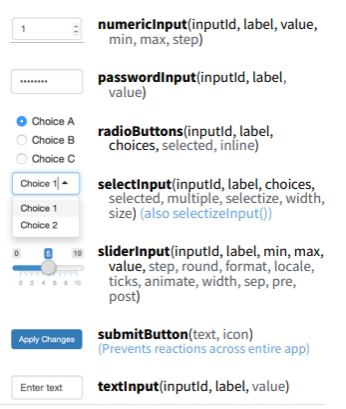 1
numericInput(inputId, label, value,
min, max, step)
••••••••
passwordInput(inputId, label,
value)
Choice A
Choice B
Choice C
radioButtons(inputId, label,
choices, selected, inline)
Choice 1
Choice 1
Choice 2
selectInput(inputId, label, choices,
selected, multiple, selectize, width,
size) (also selectizeInput())
0 5 10
0 2 4 6 8 10
sliderInput(inputId, label, min, max,
value, step, round, format, locale,
ticks, animate, width, sep, pre,
post)
Apply Changes
submitButton(text, icon)
(Prevents reactions across entire app)
Enter text
textInput(inputId, label, value)